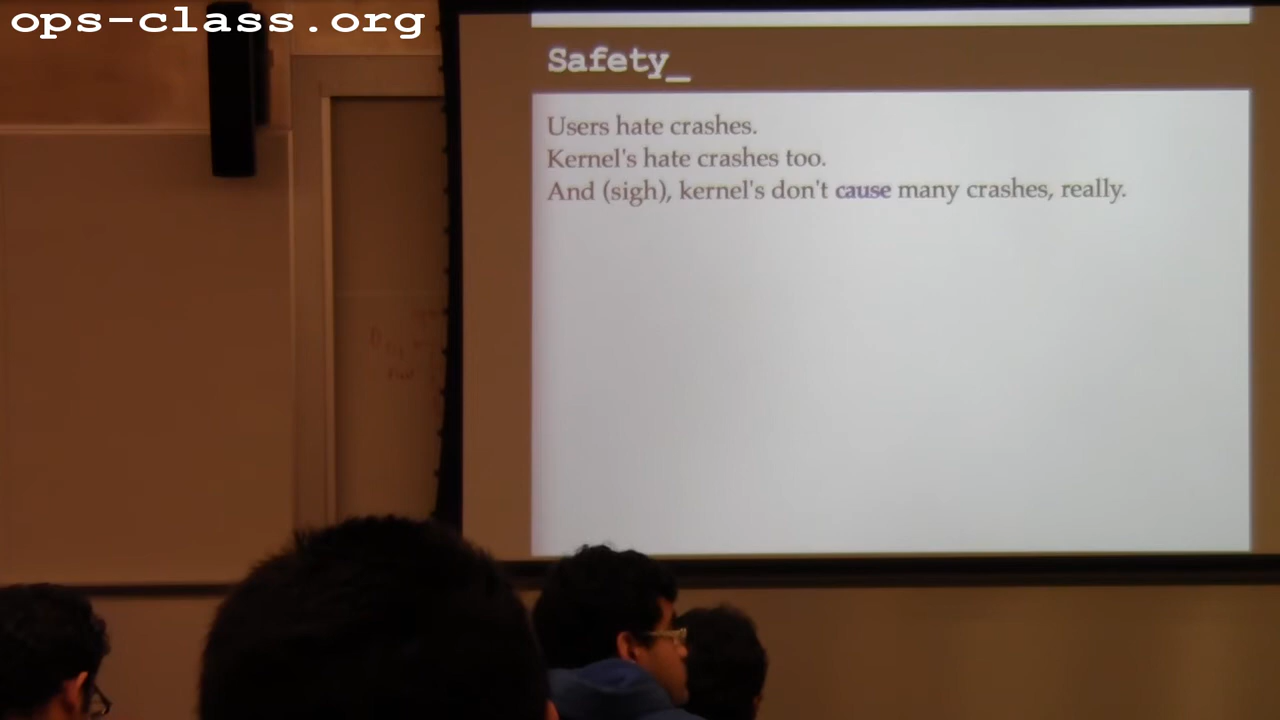 ops-class.org
Safety_
Users hate crashes.
Kernel's hate crashes too.
And (sigh), kernel's don't cause many crashes, really.